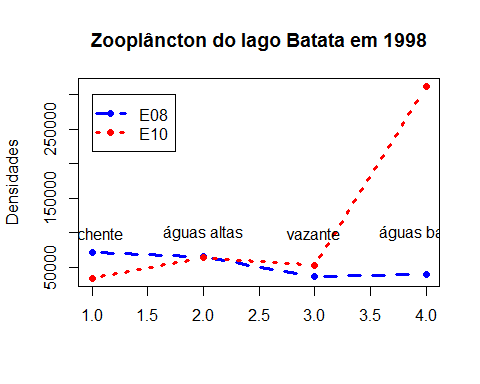 Zooplâncton do lago Batata em 1998
Densidades
250000
150000
50000
E08
E10
chente águas altas vazante águas ba
1.0 1.5 2.0 2.5 3.0 3.5 4.0